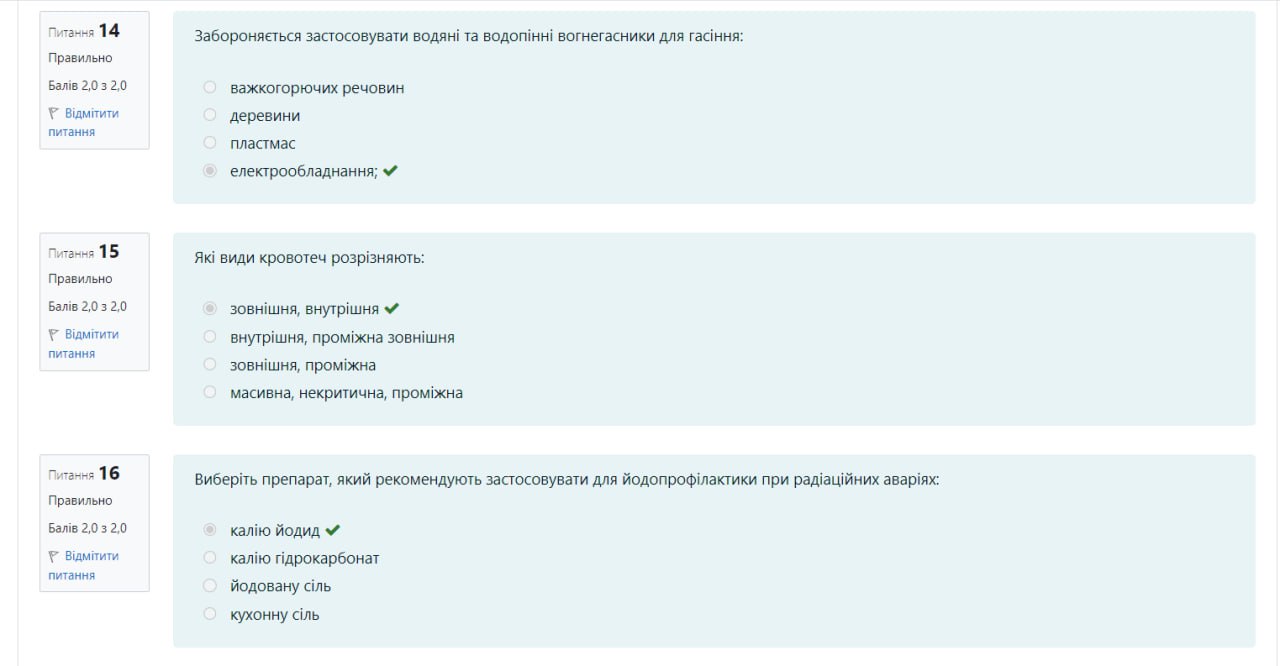 Питання 14
Правильно
Балів 2,0 з 2,0
Відмітити
питання
Забороняється застосовувати водяні та водопінні вогнегасники для гасіння:
важкогорючих речовин
деревини
пластмас
електрообладнання;
Питання 15
Правильно
Балів 2,0 з 2,0
Відмітити
питання
Які види кровотеч розрізняють:
зовнішня, внутрішня
внутрішня, проміжна зовнішня
зовнішня, проміжна
масивна, некритична, проміжна
Питання 16
Правильно
Балів 2,0 з 2,0
Відмітити
питання
Виберіть препарат, який рекомендують застосовувати для йодопрофілактики при радіаційних аваріях:
калію йодид
калію гідрокарбонат
йодовану сіль
кухонну сіль